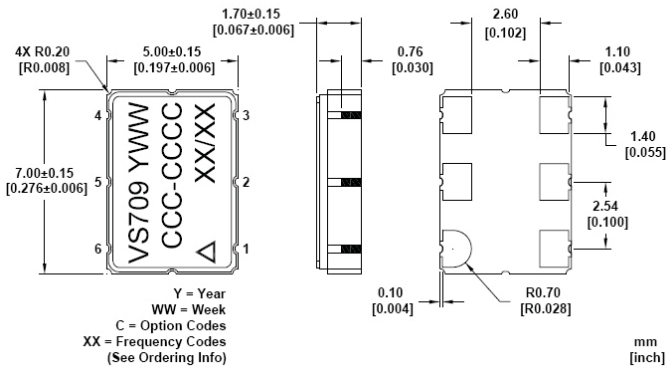 1.70±0.15
[0.067±0.006]
2.60
[0.102]
4X R0.20
[R0.008]
5.00±0.15
[0.197±0.006]
0.76
[0.030]
1.10
[0.043]
7.00±0.15
[0.276±0.006]
4
3
5
2
6
1
VS709 YWW
CCC-CCCC
XX/XX
1.40
[0.055]
2.54
[0.100]
0.10
[0.004]
R0.70
[R0.028]
Y = Year
WW = Week
C = Option Codes
XX = Frequency Codes
(See Ordering Info)
mm
[inch]